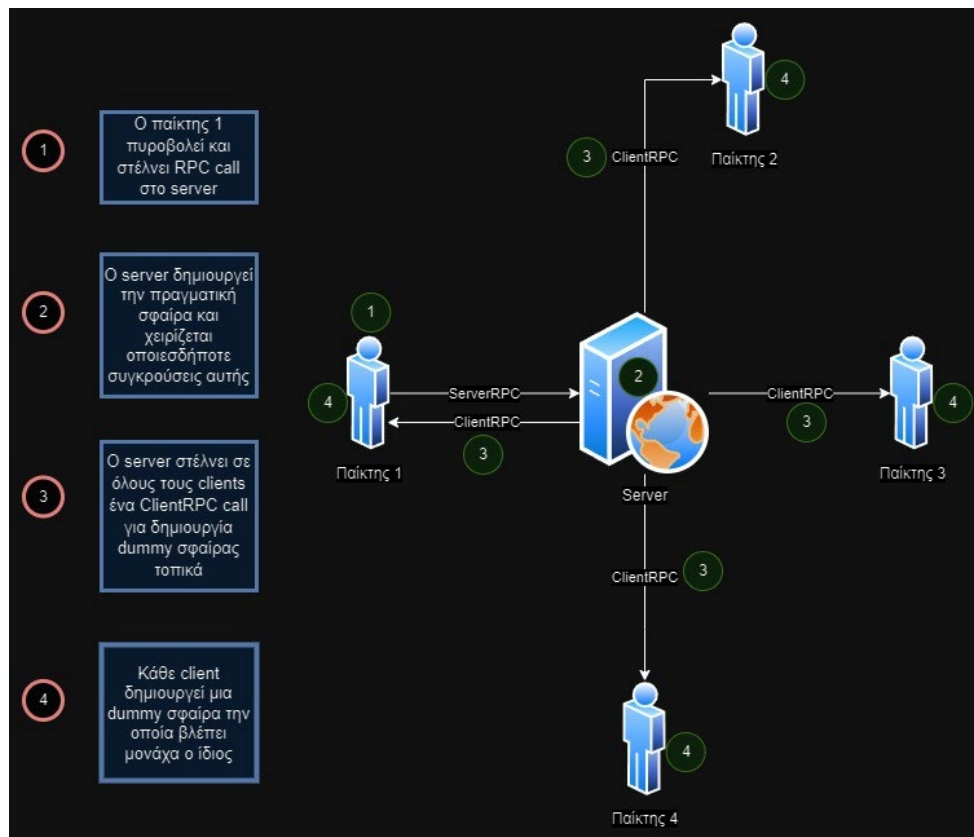 1
Ο παίκτης 1
πυροβολεί και
στέλνει RPC call
στο server
2
Ο server δημιουργεί
την πραγματική
σφαίρα και
χειρίζεται
οποιεσδήποτε
συγκρούσεις αυτής
3
Ο server στέλνει σε
όλους τους clients
ένα ClientRPC call
για δημιουργία
dummy σφαίρας
τοπικά
4
Κάθε client
δημιουργεί μια
dummy σφαίρα την
οποία βλέπει
μονάχα ο ίδιος
4
Παίκτης 2
3
ClientRPC
1
4
Παίκτης 1
ServerRPC
ClientRPC
3
2
Server
ClientRPC
3
4
Παίκτης 3
ClientRPC
3
4
Παίκτης 4